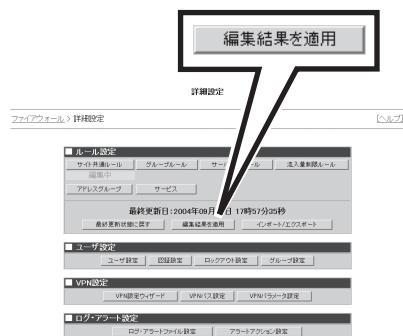 編集結果を適用
詳細設定
ファイアウォール > 詳細設定 [ヘルプ]
■ ルール設定
サイト共通ルール グループルール 流入量制限ルール
編集中
アドレスグループ サービス
最終更新日:2004年09月 日 17時57分35秒
最終更新状態に戻す 編集結果を適用 インポート/エクスポート
■ ユーザ設定
ユーザ設定 認証設定 ロックアウト設定 グループ設定
■ VPN設定
VPN設定ウィザード VPNパス設定 VPNパラメータ設定
■ ログ・アラート設定
ログ・アラートファイル設定 アラートアクション設定